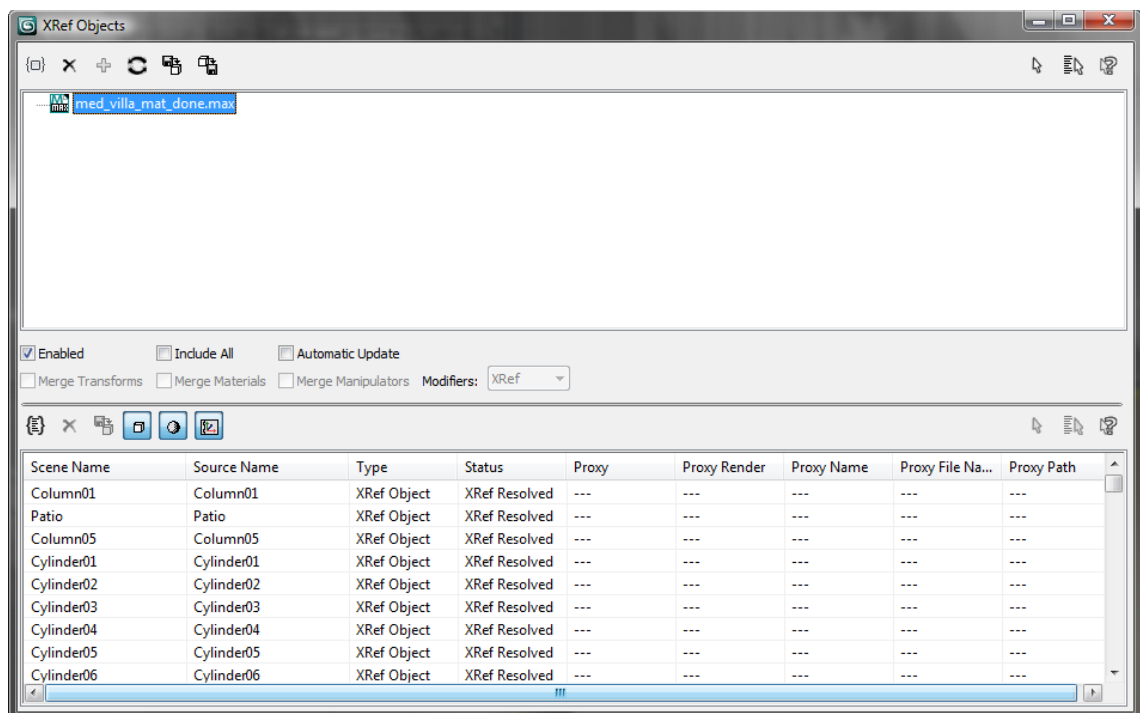 XRef Objects
med_villa_mat_done.max
Enabled Include All Automatic Update
Merge Transforms Merge Materials Merge Manipulators Modifiers: XRef
Scene Name Source Name Type Status Proxy Proxy Render Proxy Name Proxy File Na... Proxy Path
Column01 Column01 XRef Object XRef Resolved --- --- --- --- ---
Patio Patio XRef Object XRef Resolved --- --- --- --- ---
Column05 Column05 XRef Object XRef Resolved --- --- --- --- ---
Cylinder01 Cylinder01 XRef Object XRef Resolved --- --- --- --- ---
Cylinder02 Cylinder02 XRef Object XRef Resolved --- --- --- --- ---
Cylinder03 Cylinder03 XRef Object XRef Resolved --- --- --- --- ---
Cylinder04 Cylinder04 XRef Object XRef Resolved --- --- --- --- ---
Cylinder05 Cylinder05 XRef Object XRef Resolved --- --- --- --- ---
Cylinder06 Cylinder06 XRef Object XRef Resolved --- --- --- --- ---